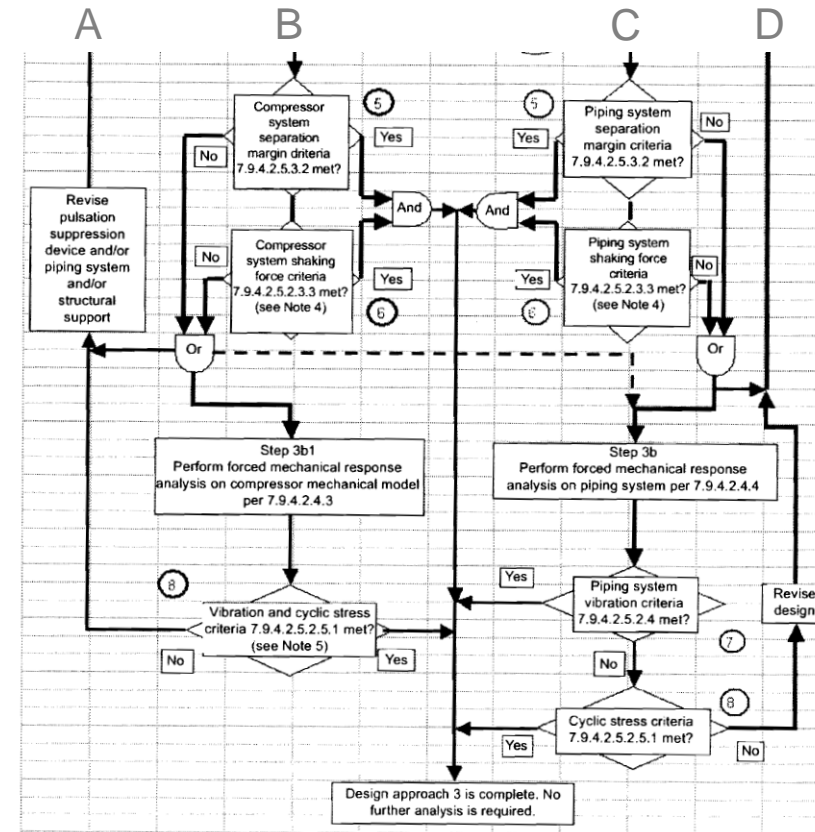 A
B
C
D
Compressor
system
separation
margin driteria
7.9.4.2.5.3.2 met?
5
Yes
No
5
Yes
Piping system
separation
margin criteria
7.9.4.2.5.3.2 met?
No
Revise
pulsation
suppression
device and/or
piping system
and/or
structural
support
And
And
No
Compressor
system shaking
force criteria
7.9.4.2.5.2.3.3 met?
(see Note 4)
Yes
6
Yes
6
Piping system
shaking force
criteria
7.9.4.2.5.2.3.3 met?
(see Note 4)
No
Or
Or
Step 3b1
Perform forced mechanical response
analysis on compressor mechanical model
per 7.9.4.2.4.3
Step 3b
Perform forced mechanical response
analysis on piping system per 7.9.4.2.4.4
8
Vibration and cyclic stress
criteria 7.9.4.2.5.2.5.1 met?
(see Note 5)
No
Yes
Yes
Piping system
vibration criteria
7.9.4.2.5.2.4 met?
7
No
Revise
design
8
Cyclic stress criteria
7.9.4.2.5.2.5.1 met?
Yes
No
Design approach 3 is complete. No
further analysis is required.